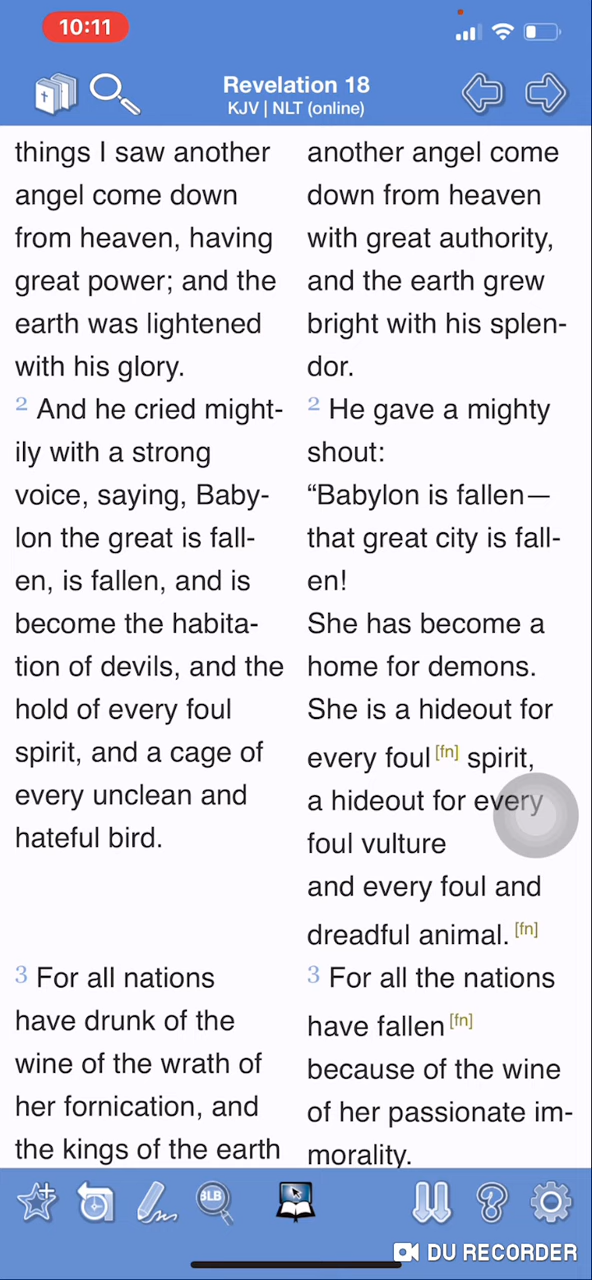 10:11
Revelation 18
KJV | NLT (online)
things I saw another
angel come down
from heaven, having
great power; and the
earth was lightened
with his glory.
2 And he cried might-
ily with a strong
voice, saying, Baby-
lon the great is fall-
en, is fallen, and is
become the habita-
tion of devils, and the
hold of every foul
spirit, and a cage of
every unclean and
hateful bird.
3 For all nations
have drunk of the
wine of the wrath of
her fornication, and
the kings of the earth
another angel come
down from heaven
with great authority,
and the earth grew
bright with his splen-
dor.
2 He gave a mighty
shout:
“Babylon is fallen—
that great city is fall-
en!
She has become a
home for demons.
She is a hideout for
every foul [fn] spirit,
a hideout for every
foul vulture
and every foul and
dreadful animal. [fn]
3 For all the nations
have fallen [fn]
because of the wine
of her passionate im-
morality.
BLB
DU RECORDER